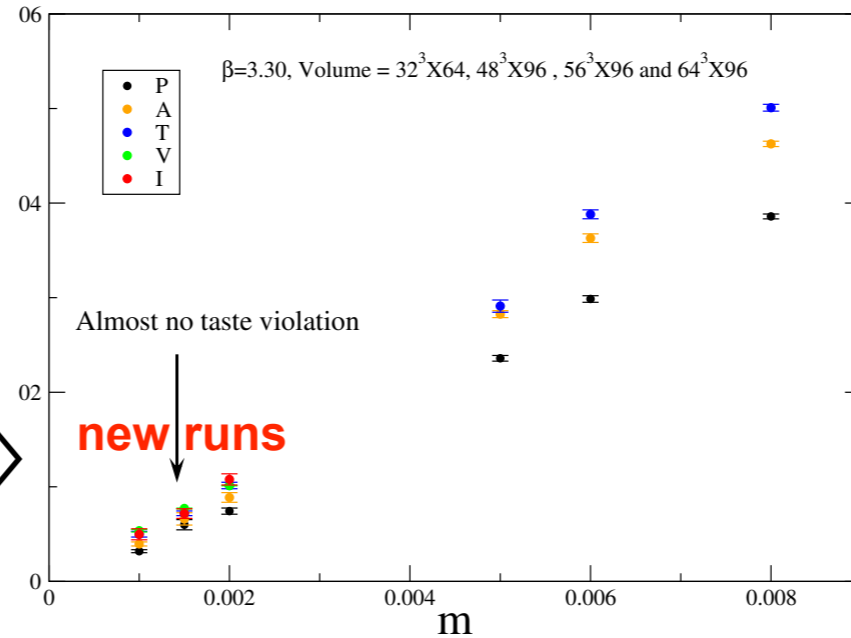 06
β=3.30, Volume = 32³X64, 48³X96 , 56³X96 and 64³X96
P
A
T
V
I
04
Almost no taste violation
02
new runs
0
0 0.002 0.004 0.006 0.008
m